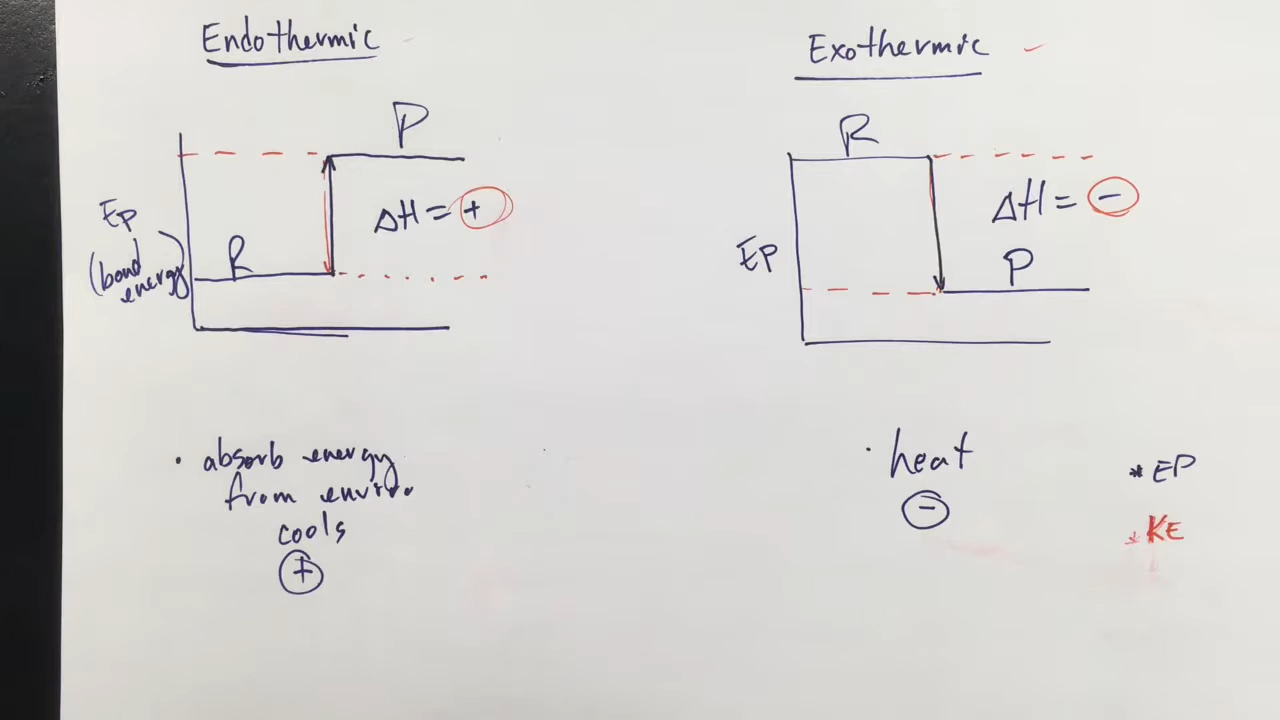 Endothermic
P
Ep
(bond
energy
R
ΔH = +
• absorb energy
from enviro.
cools
+
Exothermic
R
Ep
ΔH = -
P
• heat
-
* EP
* KE